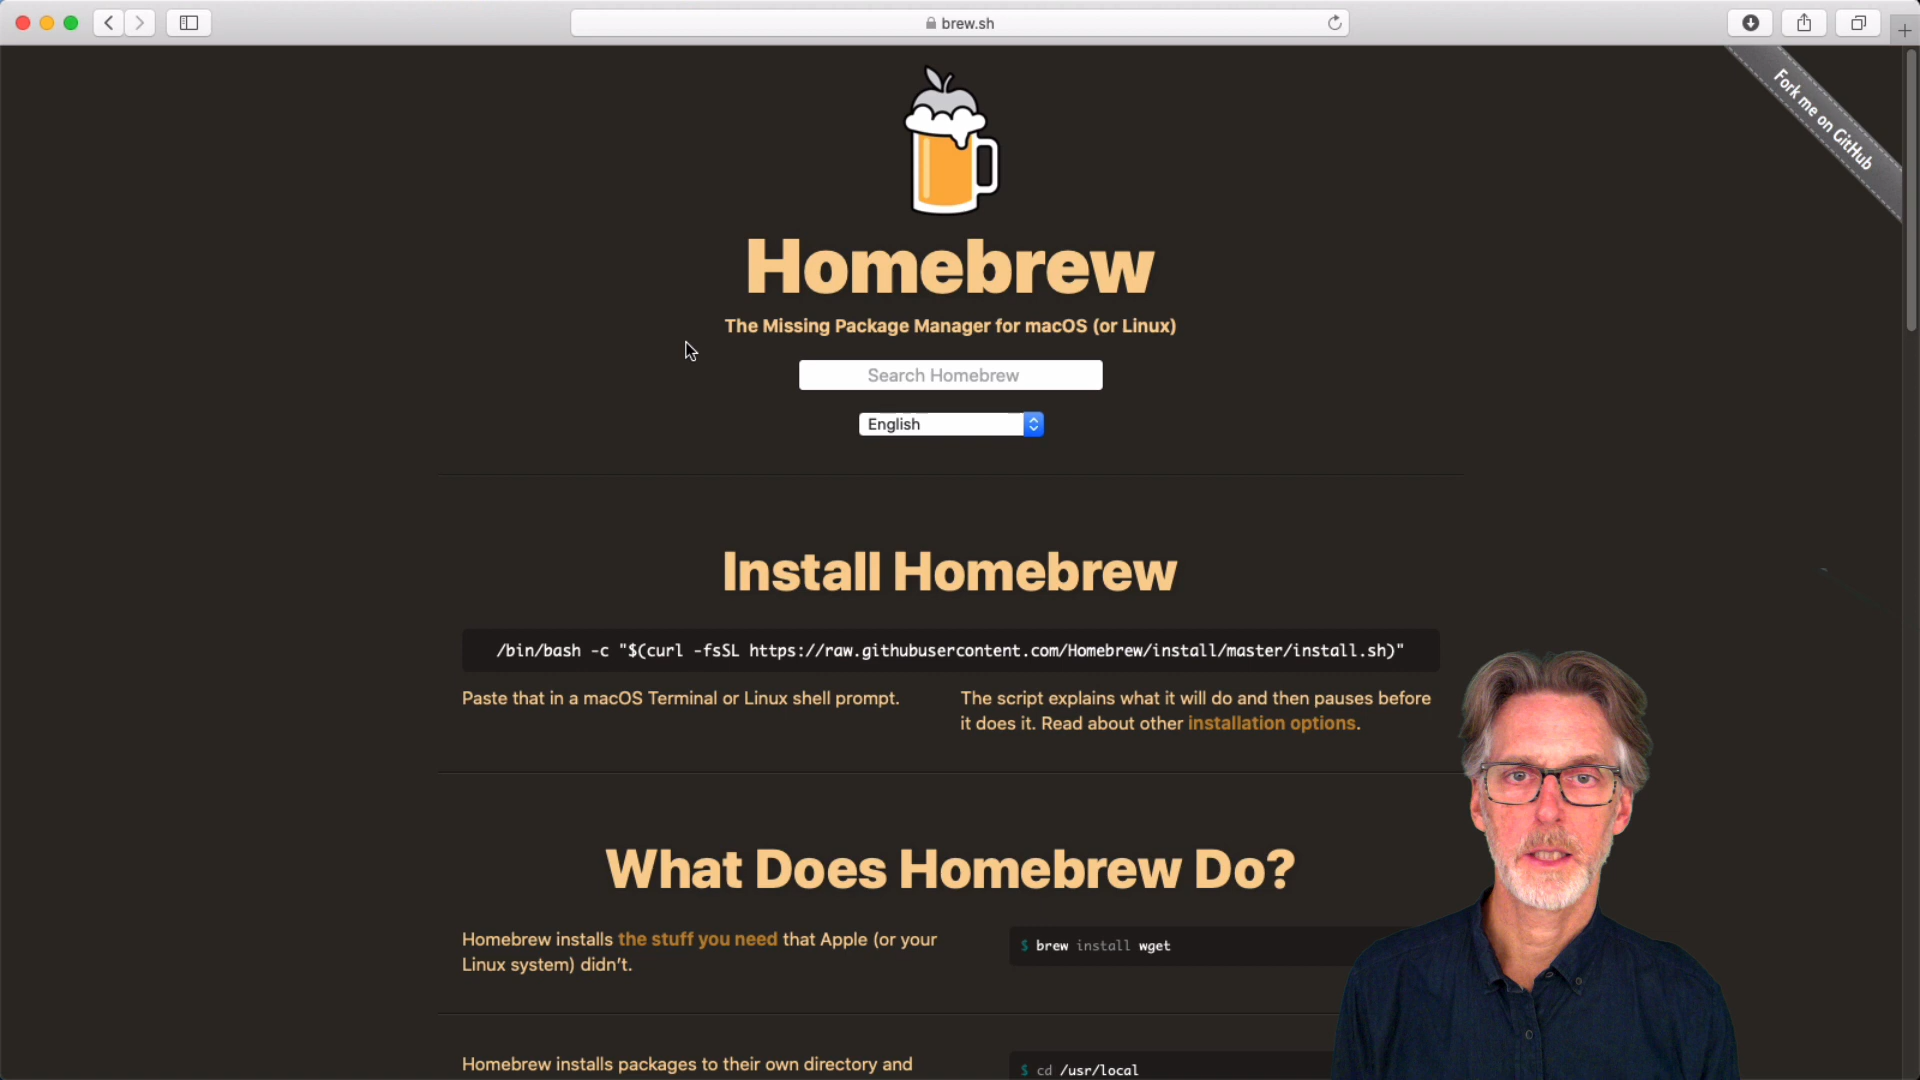 brew.sh
Fork me on GitHub
Homebrew
The Missing Package Manager for macOS (or Linux)
Search Homebrew
English
Install Homebrew
/bin/bash -c "$(curl -fsSL https://raw.githubusercontent.com/Homebrew/install/master/install.sh)"
Paste that in a macOS Terminal or Linux shell prompt.
The script explains what it will do and then pauses before
it does it. Read about other installation options.
What Does Homebrew Do?
Homebrew installs the stuff you need that Apple (or your
Linux system) didn’t.
$ brew install wget
Homebrew installs packages to their own directory and
$ cd /usr/local